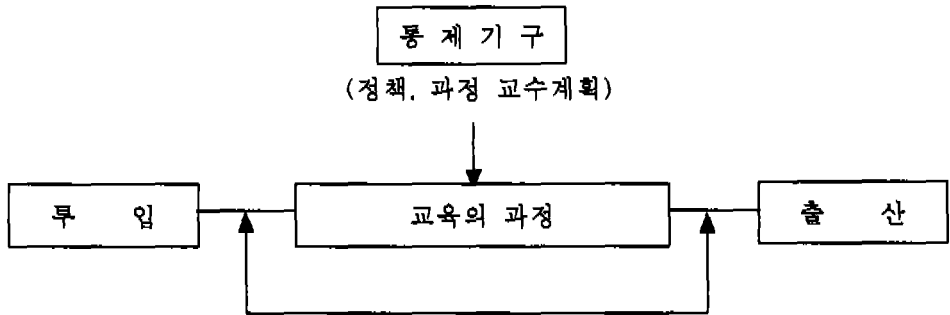 통 제 기 구
(정책, 과정 교수계획)
투 입
교육의 과정
출 산